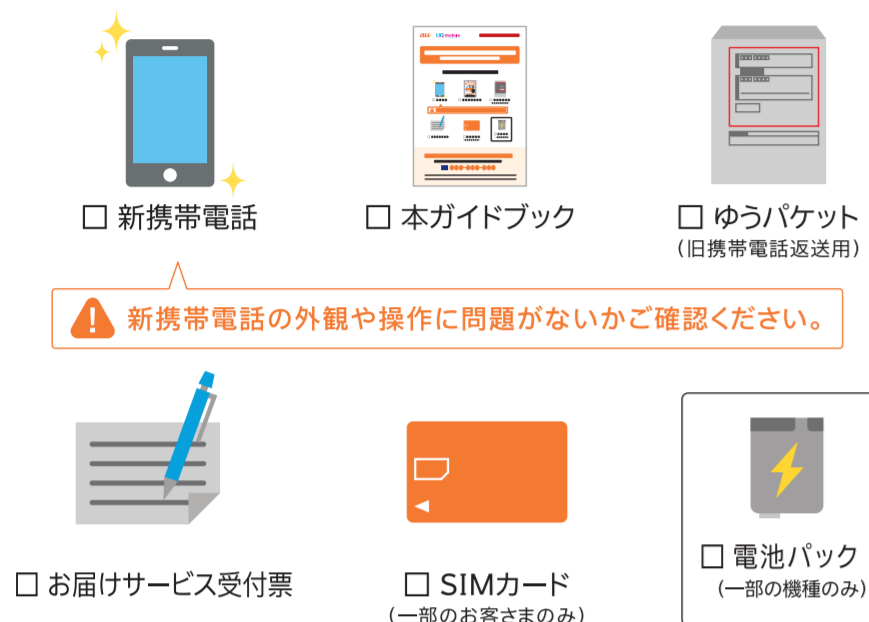 au UQ mobile
□ 新携帯電話
□ 本ガイドブック
□ ゆうパケット
(旧携帯電話返送用)
新携帯電話の外観や操作に問題がないかご確認ください。
□ お届けサービス受付票
□ SIMカード
(一部のお客さまのみ)
□ 電池パック
(一部の機種のみ)